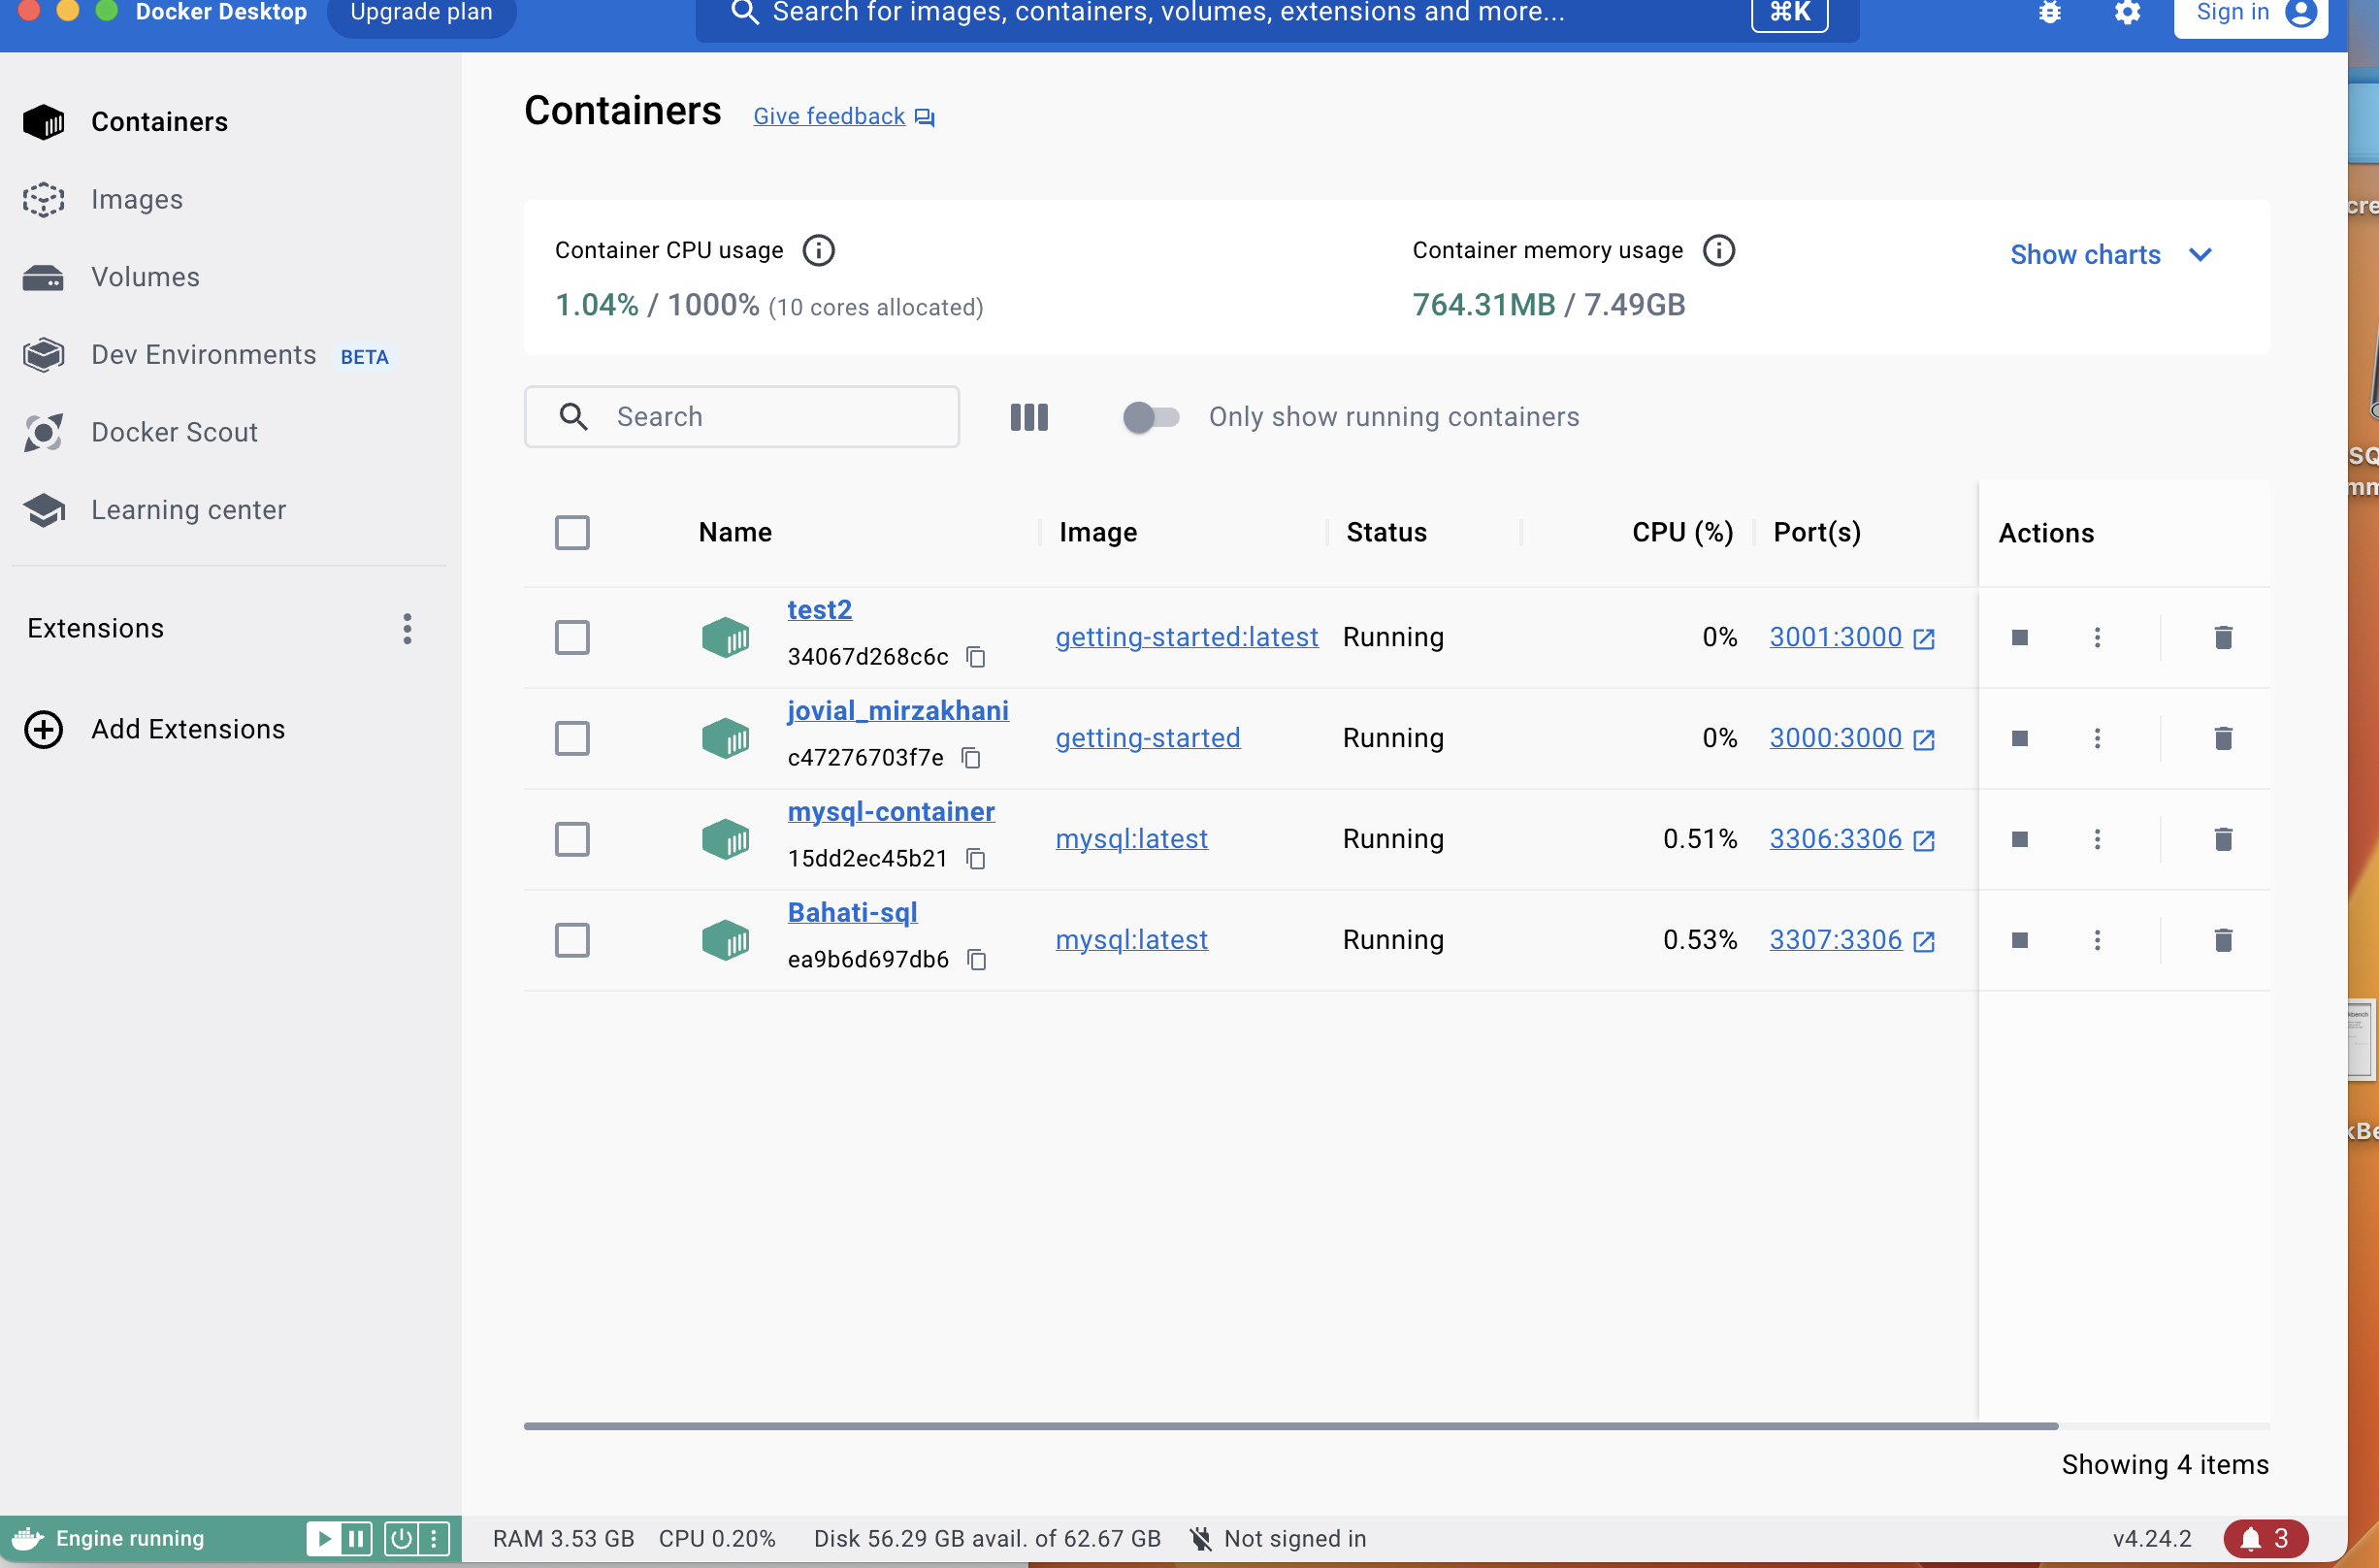 Docker Desktop
Upgrade plan
Search for images, containers, volumes, extensions and more...
⌘K
Sign in
Containers
Images
Volumes
Dev Environments BETA
Docker Scout
Learning center
Extensions
Add Extensions
Containers
Give feedback
Container CPU usage
1.04% / 1000% (10 cores allocated)
Container memory usage
764.31MB / 7.49GB
Show charts
Search
Only show running containers
Name Image Status CPU (%) Port(s) Actions
test2
34067d268c6c
getting-started:latest Running 0% 3001:3000
jovial_mirzakhani
c47276703f7e
getting-started Running 0% 3000:3000
mysql-container
15dd2ec45b21
mysql:latest Running 0.51% 3306:3306
Bahati-sql
ea9b6d697db6
mysql:latest Running 0.53% 3307:3306
Showing 4 items
Engine running
RAM 3.53 GB CPU 0.20% Disk 56.29 GB avail. of 62.67 GB Not signed in
v4.24.2
3